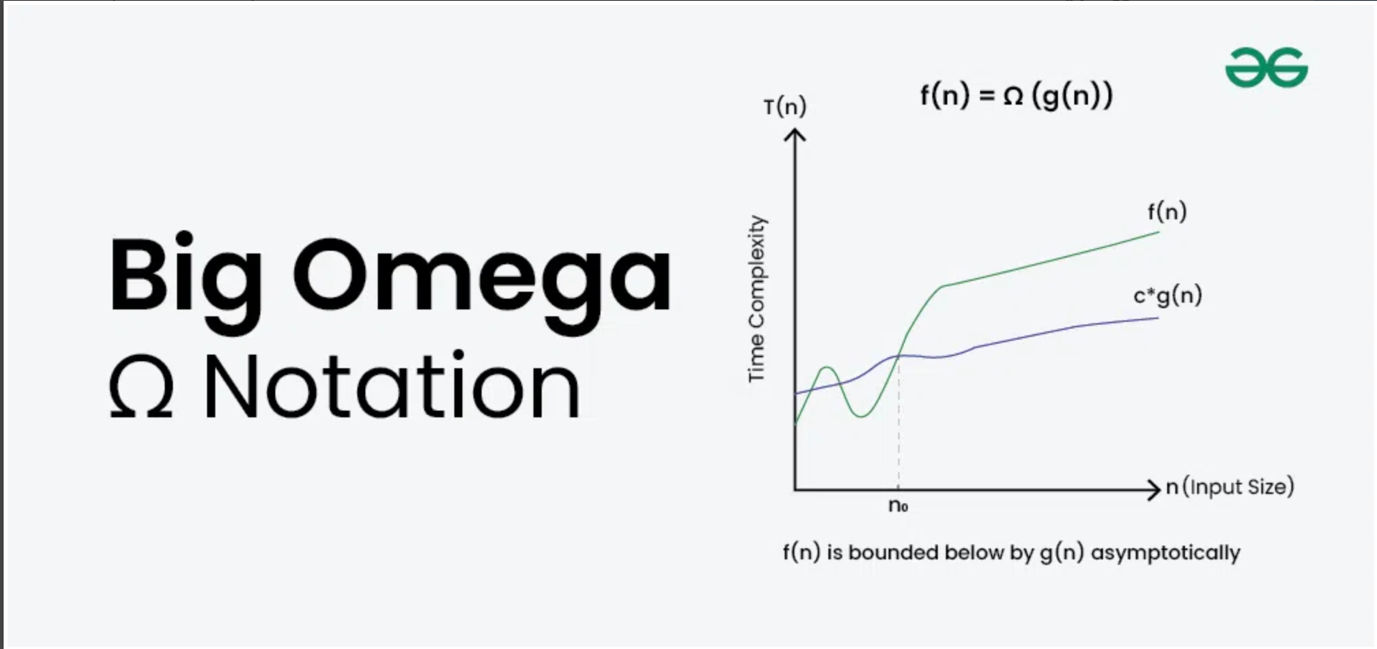 Big Omega
Ω Notation
f(n) = Ω (g(n))
T(n)
Time Complexity
f(n)
c*g(n)
n₀
n (Input Size)
f(n) is bounded below by g(n) asymptotically